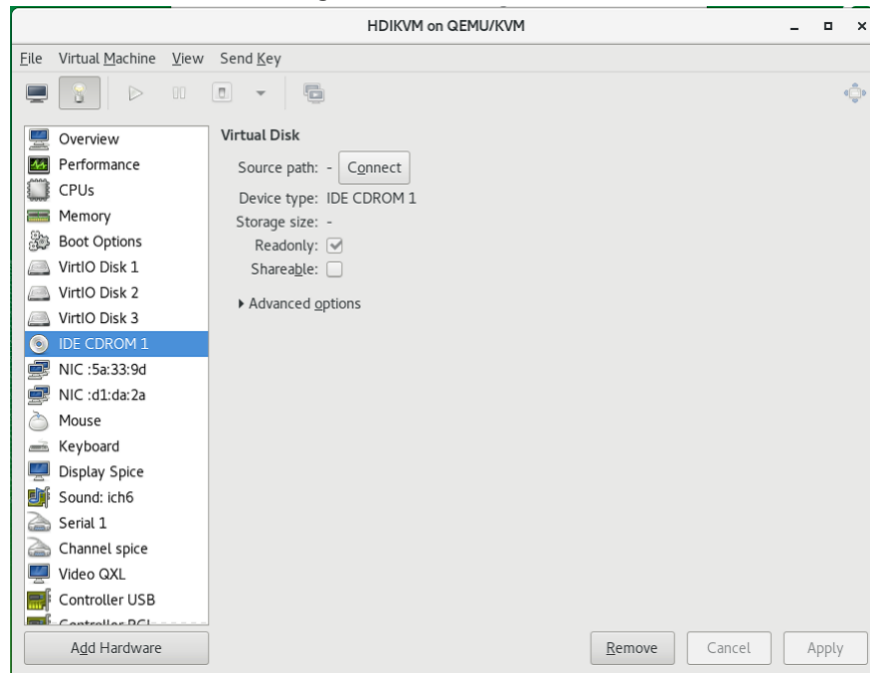 HDIKVM on QEMU/KVM
File Virtual Machine View Send Key
Overview
Performance
CPUs
Memory
Boot Options
VirtIO Disk 1
VirtIO Disk 2
VirtIO Disk 3
IDE CDROM 1
NIC :5a:33:9d
NIC :d1:da:2a
Mouse
Keyboard
Display Spice
Sound: ich6
Serial 1
Channel spice
Video QXL
Controller USB
Controller PCI
Add Hardware
Virtual Disk
Source path: - Connect
Device type: IDE CDROM 1
Storage size: -
Readonly:
Shareable:
Advanced options
Remove Cancel Apply